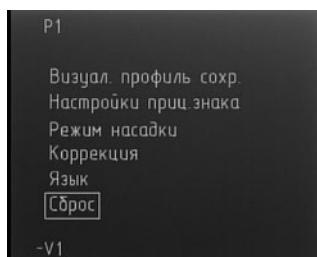 P1
Визуал. профиль сохр.
Настройки приц.знака
Режим насадки
Коррекция
Язык
Сброс
-V1